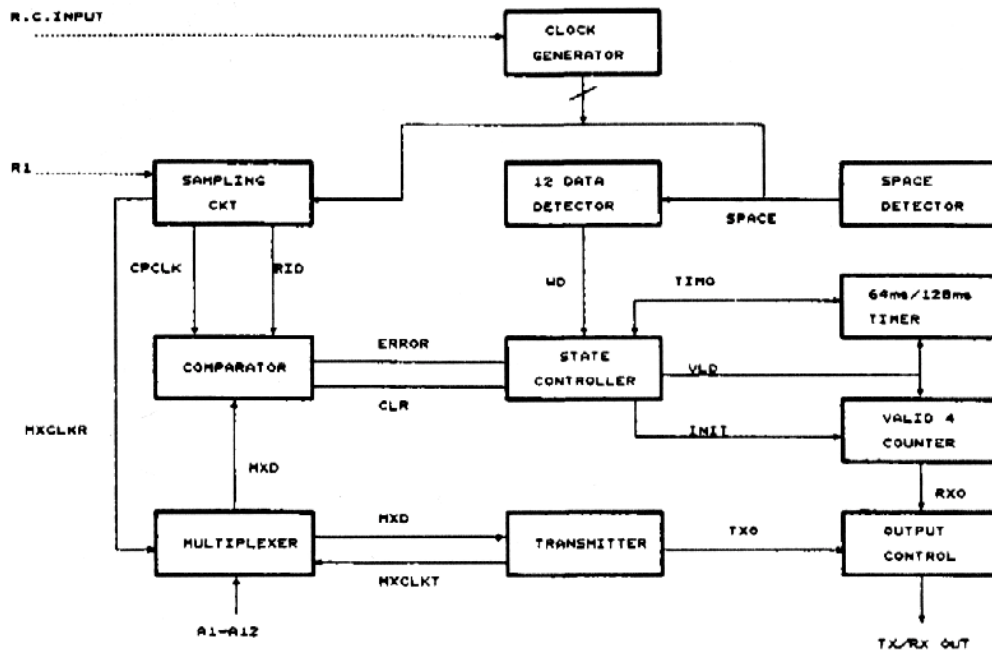 R.C.INPUT
CLOCK
GENERATOR
R1
SAMPLING
CKT
12 DATA
DETECTOR
SPACE
DETECTOR
SPACE
CPCLK
RID
WD
TIMO
64ms/128ms
TIMER
COMPARATOR
ERROR
CLR
STATE
CONTROLLER
VLD
INIT
VALID 4
COUNTER
MXCLKR
MXD
RXO
MULTIPLEXER
MXD
MXCLKT
TRANSMITTER
TXO
OUTPUT
CONTROL
A1-A12
TX/RX OUT